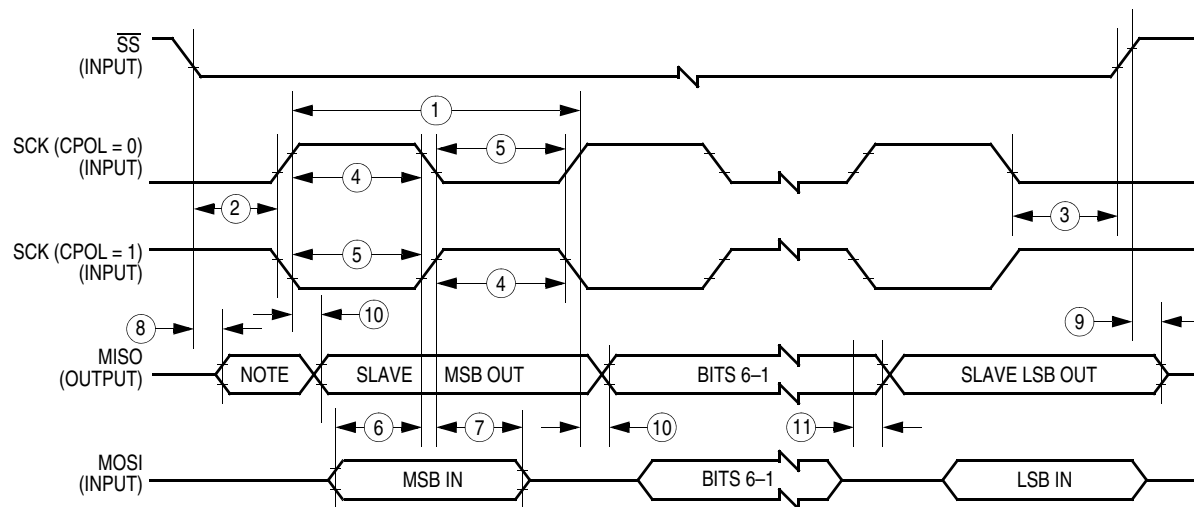 SS
(INPUT)
1
SCK (CPOL = 0)
(INPUT)
5
4
2
3
SCK (CPOL = 1)
(INPUT)
5
4
8
10
9
MISO
(OUTPUT)
NOTE
SLAVE
MSB OUT
BITS 6–1
SLAVE LSB OUT
6
7
10
11
MOSI
(INPUT)
MSB IN
BITS 6–1
LSB IN